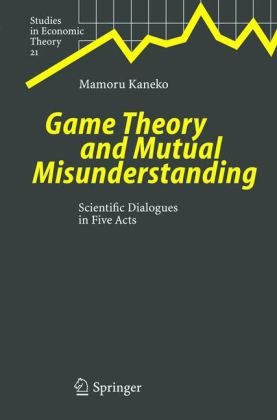 Studies
in Economic
Theory
21
Mamoru Kaneko
Game Theory
and Mutual
Misunderstanding
Scientific Dialogues
in Five Acts
Springer